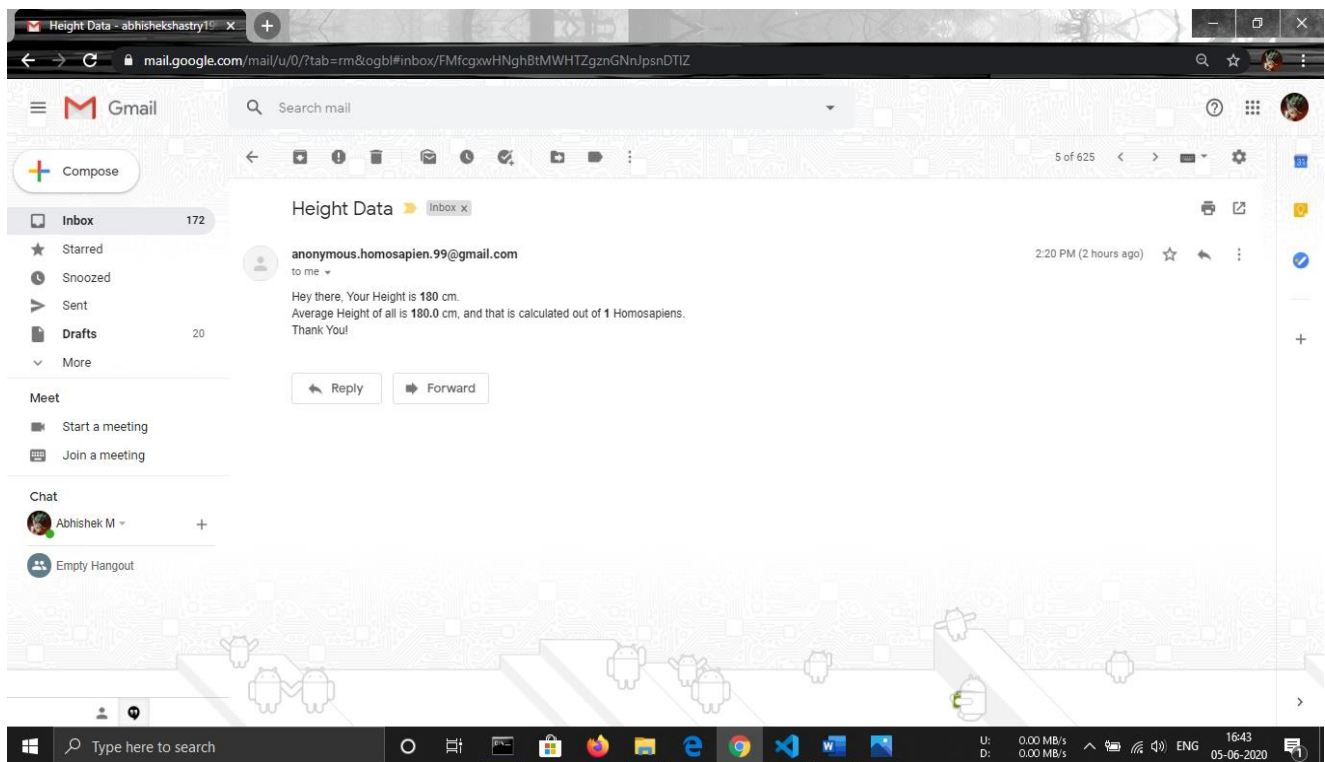 Height Data - abhishekshastry19
mail.google.com/mail/u/0/?tab=rm&ogbl#inbox/FMfcgxwHNghBtMWHTZgznGNnJpsnDTlZ
Gmail
Search mail
Compose
5 of 625
Inbox 172
Starred
Snoozed
Sent
Drafts 20
More
Meet
Start a meeting
Join a meeting
Chat
Abhishek M
Empty Hangout
Height Data Inbox x
anonymous.homosapien.99@gmail.com 2:20 PM (2 hours ago)
to me
Hey there, Your Height is 180 cm.
Average Height of all is 180.0 cm, and that is calculated out of 1 Homosapiens.
Thank You!
Reply Forward
Type here to search
U: 0.00 MB/s
D: 0.00 MB/s
ENG
16:43
05-06-2020